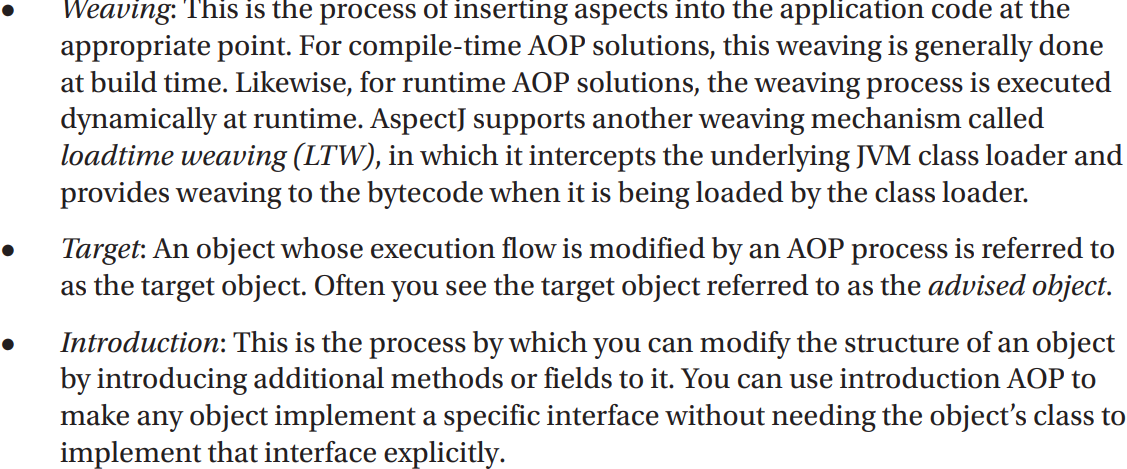 • Weaving: This is the process of inserting aspects into the application code at the
appropriate point. For compile-time AOP solutions, this weaving is generally done
at build time. Likewise, for runtime AOP solutions, the weaving process is executed
dynamically at runtime. AspectJ supports another weaving mechanism called
loadtime weaving (LTW), in which it intercepts the underlying JVM class loader and
provides weaving to the bytecode when it is being loaded by the class loader.
• Target: An object whose execution flow is modified by an AOP process is referred to
as the target object. Often you see the target object referred to as the advised object.
• Introduction: This is the process by which you can modify the structure of an object
by introducing additional methods or fields to it. You can use introduction AOP to
make any object implement a specific interface without needing the object’s class to
implement that interface explicitly.